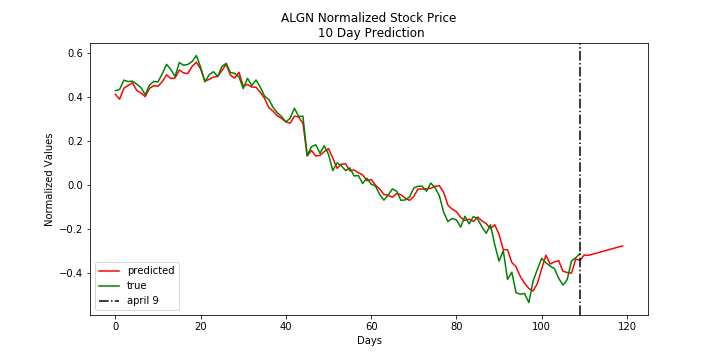 ALGN Normalized Stock Price
10 Day Prediction
Normalized Values
0.6
0.4
0.2
0.0
−0.2
−0.4
predicted
true
april 9
0
20
40
60
80
100
120
Days